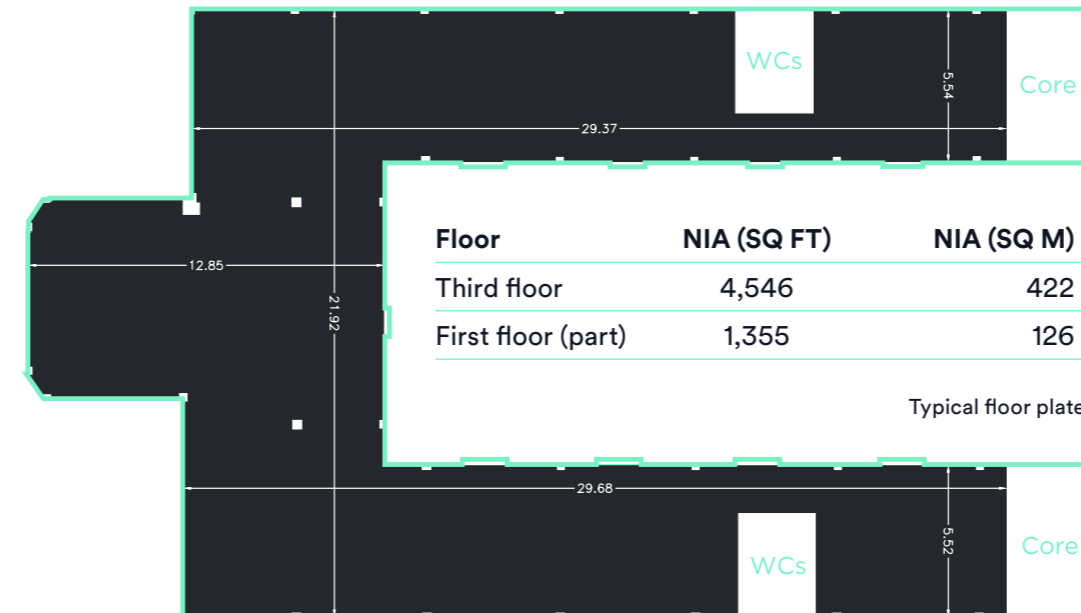 WCs
5.54
Core
29.37
Floor NIA (SQ FT) NIA (SQ M)
12.85
Third floor 4,546 422
21.92
First floor (part) 1,355 126
Typical floor plate
29.68
5.52
Core
WCs